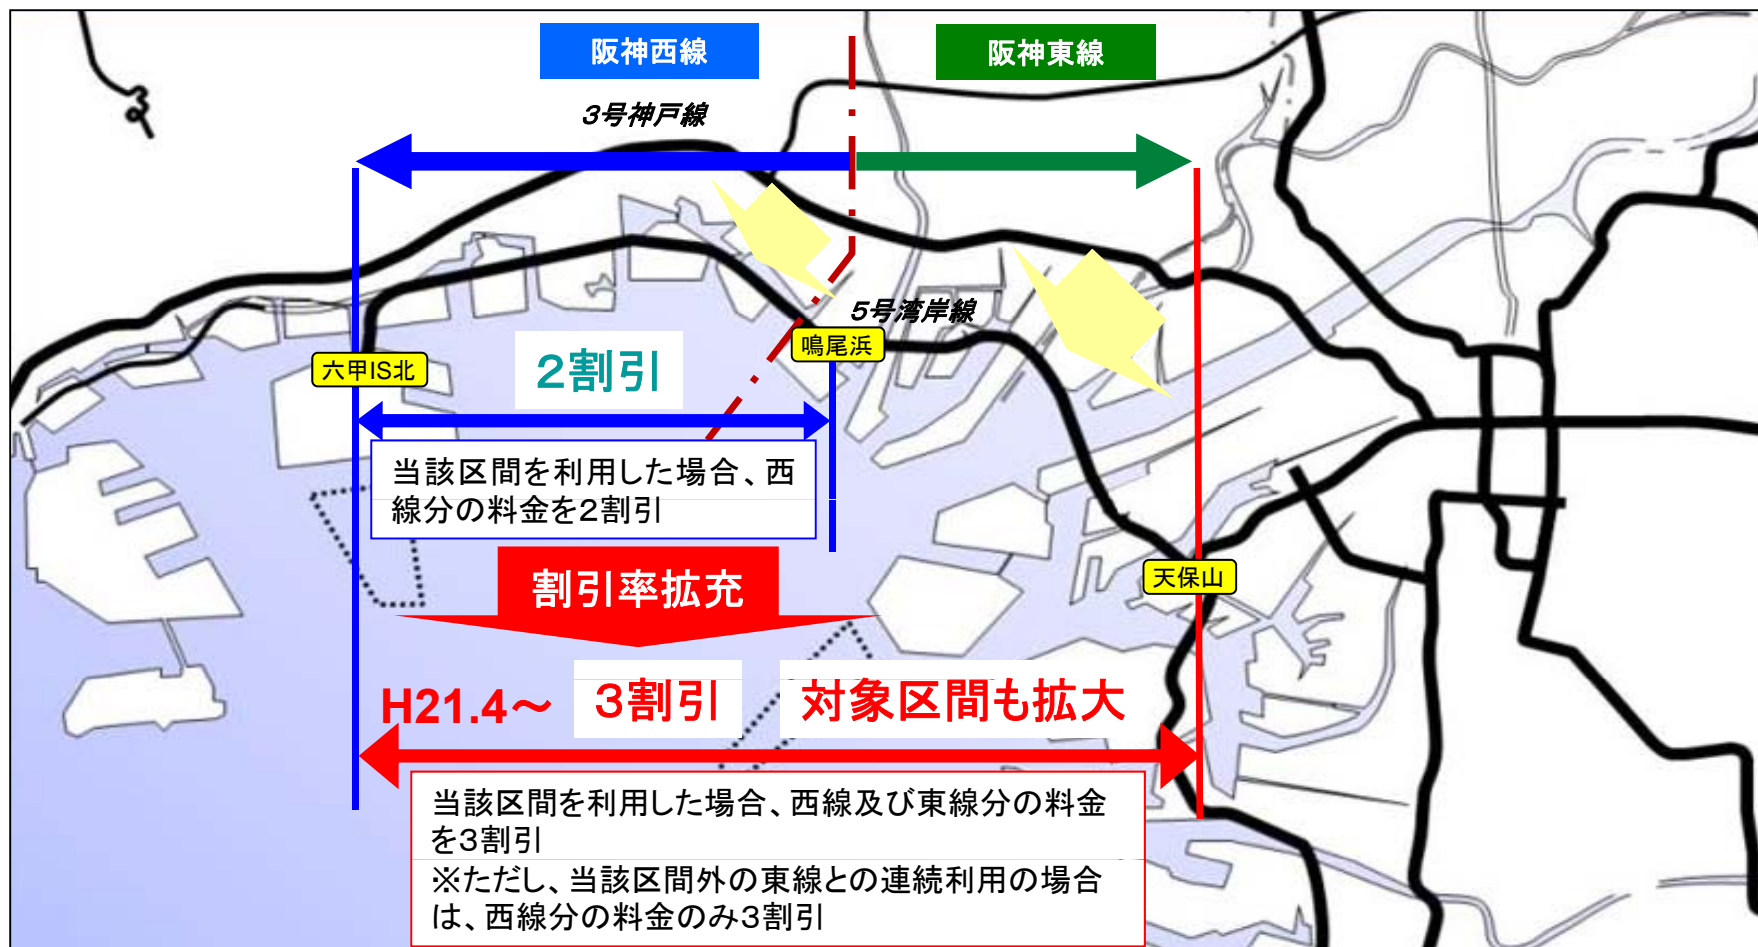 阪神西線
阪神東線
3号神戸線
5号湾岸線
鳴尾浜
六甲IS北
2割引
当該区間を利用した場合、西
線分の料金を2割引
天保山
割引率拡充
H21.4～ 3割引 対象区間も拡大
当該区間を利用した場合、西線及び東線分の料金
を3割引
※ただし、当該区間外の東線との連続利用の場合
は、西線分の料金のみ3割引